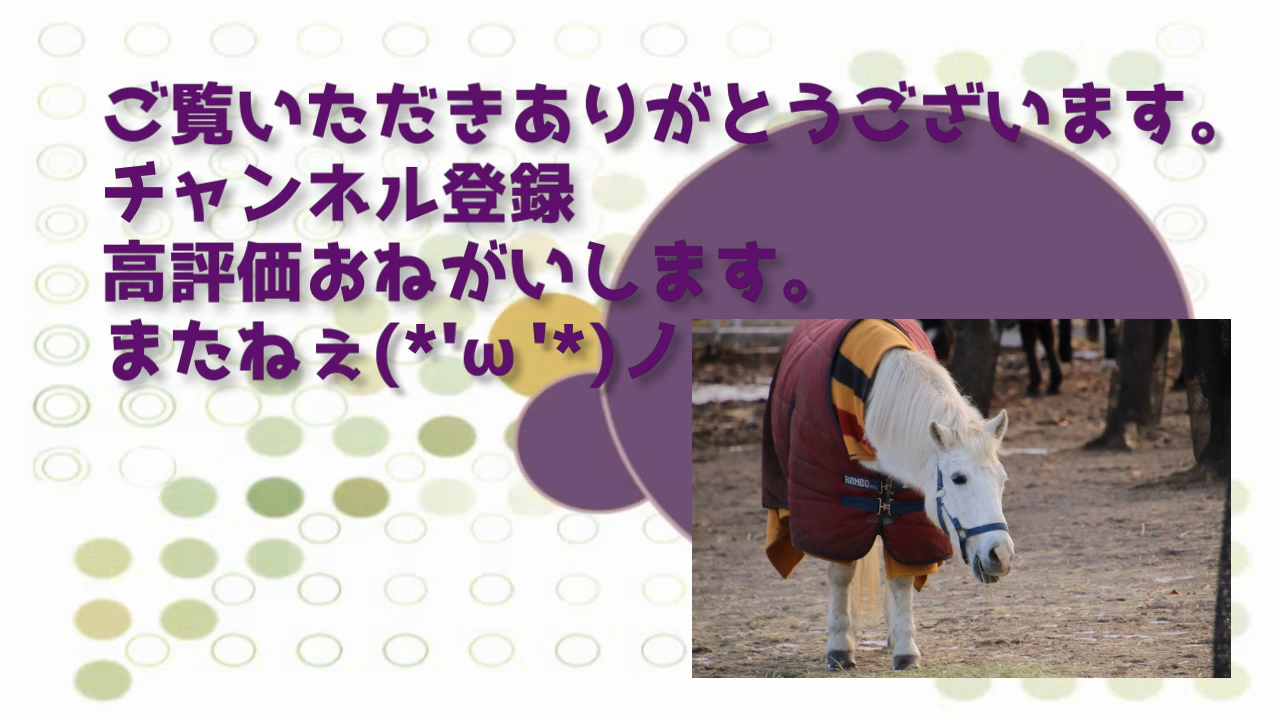 ご覧いただきありがとうございます。
チャンネル登録
高評価おねがいします。
またねぇ(*'ω'*)ノ
RAMBO